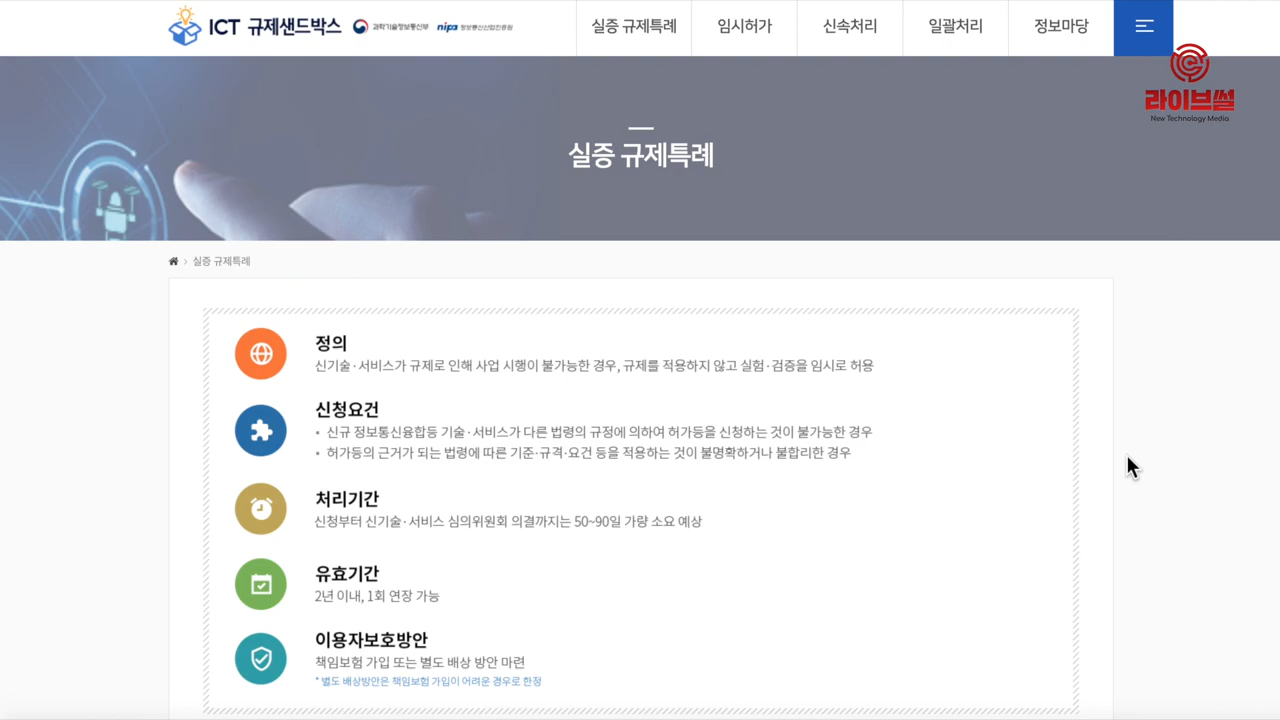 ICT 규제샌드박스
과학기술정보통신부
nipa 정보통신산업진흥원
실증 규제특례
임시허가
신속처리
일괄처리
정보마당
라이브썰
New Technology Media
실증 규제특례
실증 규제특례
정의
신기술·서비스가 규제로 인해 사업 시행이 불가능한 경우, 규제를 적용하지 않고 실험·검증을 임시로 허용
신청요건
• 신규 정보통신융합등 기술·서비스가 다른 법령의 규정에 의하여 허가등을 신청하는 것이 불가능한 경우
• 허가등의 근거가 되는 법령에 따른 기준·규격·요건 등을 적용하는 것이 불명확하거나 불합리한 경우
처리기간
신청부터 신기술·서비스 심의위원회 의결까지는 50~90일 가량 소요 예상
유효기간
2년 이내, 1회 연장 가능
이용자보호방안
책임보험 가입 또는 별도 배상 방안 마련
* 별도 배상방안은 책임보험 가입이 어려운 경우로 한정